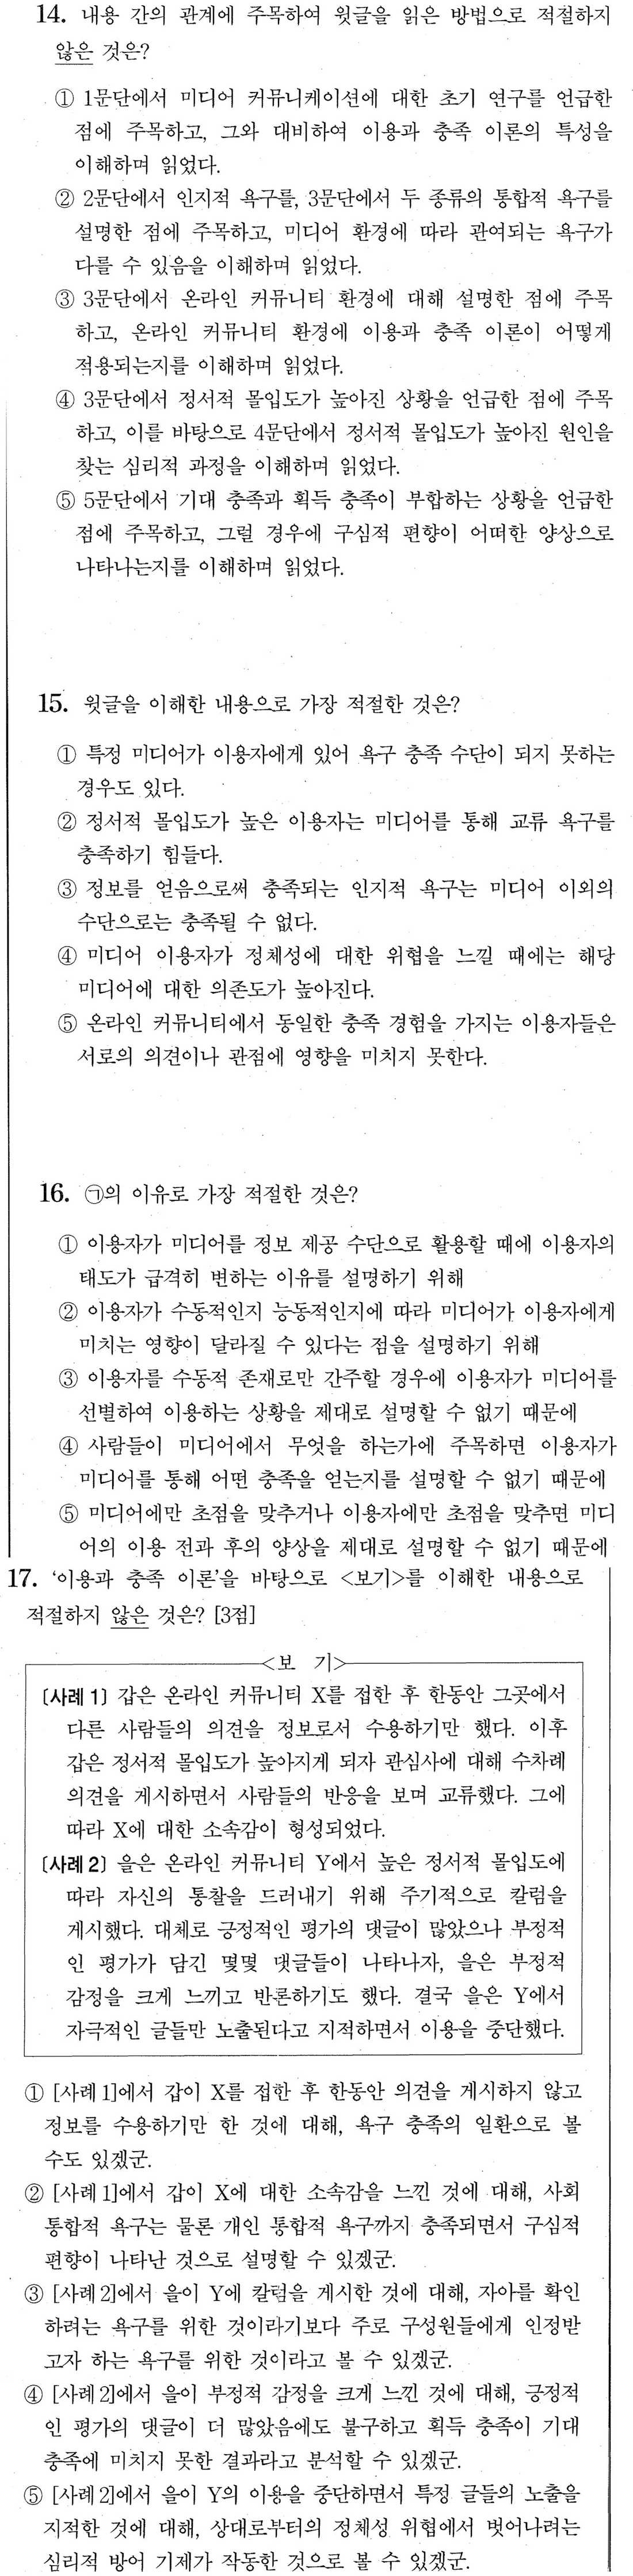 14. 내용 간의 관계에 주목하여 윗글을 읽은 방법으로 적절하지
않은 것은?
① 1문단에서 미디어 커뮤니케이션에 대한 초기 연구를 언급한
점에 주목하고, 그와 대비하여 이용과 충족 이론의 특성을
이해하며 읽었다.
② 2문단에서 인지적 욕구를, 3문단에서 두 종류의 통합적 욕구를
설명한 점에 주목하고, 미디어 환경에 따라 관여되는 욕구가
다를 수 있음을 이해하며 읽었다.
③ 3문단에서 온라인 커뮤니티 환경에 대해 설명한 점에 주목
하고, 온라인 커뮤니티 환경에 이용과 충족 이론이 어떻게
적용되는지를 이해하며 읽었다.
④ 3문단에서 정서적 몰입도가 높아진 상황을 언급한 점에 주목
하고, 이를 바탕으로 4문단에서 정서적 몰입도가 높아진 원인을
찾는 심리적 과정을 이해하며 읽었다.
⑤ 5문단에서 기대 충족과 획득 충족이 부합하는 상황을 언급한
점에 주목하고, 그럴 경우에 구심적 편향이 어떠한 양상으로
나타나는지를 이해하며 읽었다.
15. 윗글을 이해한 내용으로 가장 적절한 것은?
① 특정 미디어가 이용자에게 있어 욕구 충족 수단이 되지 못하는
경우도 있다.
② 정서적 몰입도가 높은 이용자는 미디어를 통해 교류 욕구를
충족하기 힘들다.
③ 정보를 얻음으로써 충족되는 인지적 욕구는 미디어 이외의
수단으로는 충족될 수 없다.
④ 미디어 이용자가 정체성에 대한 위협을 느낄 때에는 해당
미디어에 대한 의존도가 높아진다.
⑤ 온라인 커뮤니티에서 동일한 충족 경험을 가지는 이용자들은
서로의 의견이나 관점에 영향을 미치지 못한다.
16. ㉠의 이유로 가장 적절한 것은?
① 이용자가 미디어를 정보 제공 수단으로 활용할 때에 이용자의
태도가 급격히 변하는 이유를 설명하기 위해
② 이용자가 수동적인지 능동적인지에 따라 미디어가 이용자에게
미치는 영향이 달라질 수 있다는 점을 설명하기 위해
③ 이용자를 수동적 존재로만 간주할 경우에 이용자가 미디어를
선별하여 이용하는 상황을 제대로 설명할 수 없기 때문에
④ 사람들이 미디어에서 무엇을 하는가에 주목하면 이용자가
미디어를 통해 어떤 충족을 얻는지를 설명할 수 없기 때문에
⑤ 미디어에만 초점을 맞추거나 이용자에만 초점을 맞추면 미디
어의 이용 전과 후의 양상을 제대로 설명할 수 없기 때문에
17. ‘이용과 충족 이론’을 바탕으로 <보기>를 이해한 내용으로
적절하지 않은 것은? [3점]
<보 기>
[사례 1] 갑은 온라인 커뮤니티 X를 접한 후 한동안 그곳에서
다른 사람들의 의견을 정보로서 수용하기만 했다. 이후
갑은 정서적 몰입도가 높아지게 되자 관심사에 대해 수차례
의견을 게시하면서 사람들의 반응을 보며 교류했다. 그에
따라 X에 대한 소속감이 형성되었다.
[사례 2] 을은 온라인 커뮤니티 Y에서 높은 정서적 몰입도에
따라 자신의 통찰을 드러내기 위해 주기적으로 칼럼을
게시했다. 대체로 긍정적인 평가의 댓글이 많았으나 부정적
인 평가가 담긴 몇몇 댓글들이 나타나자, 을은 부정적
감정을 크게 느끼고 반론하기도 했다. 결국 을은 Y에서
자극적인 글들만 노출된다고 지적하면서 이용을 중단했다.
① [사례 1]에서 갑이 X를 접한 후 한동안 의견을 게시하지 않고
정보를 수용하기만 한 것에 대해, 욕구 충족의 일환으로 볼
수도 있겠군.
② [사례 1]에서 갑이 X에 대한 소속감을 느낀 것에 대해, 사회
통합적 욕구는 물론 개인 통합적 욕구까지 충족되면서 구심적
편향이 나타난 것으로 설명할 수 있겠군.
③ [사례 2]에서 을이 Y에 칼럼을 게시한 것에 대해, 자아를 확인
하려는 욕구를 위한 것이라기보다 주로 구성원들에게 인정받
고자 하는 욕구를 위한 것이라고 볼 수 있겠군.
④ [사례 2]에서 을이 부정적 감정을 크게 느낀 것에 대해, 긍정적
인 평가의 댓글이 더 많았음에도 불구하고 획득 충족이 기대
충족에 미치지 못한 결과라고 분석할 수 있겠군.
⑤ [사례 2]에서 을이 Y의 이용을 중단하면서 특정 글들의 노출을
지적한 것에 대해, 상대로부터의 정체성 위협에서 벗어나려는
심리적 방어 기제가 작동한 것으로 볼 수 있겠군.